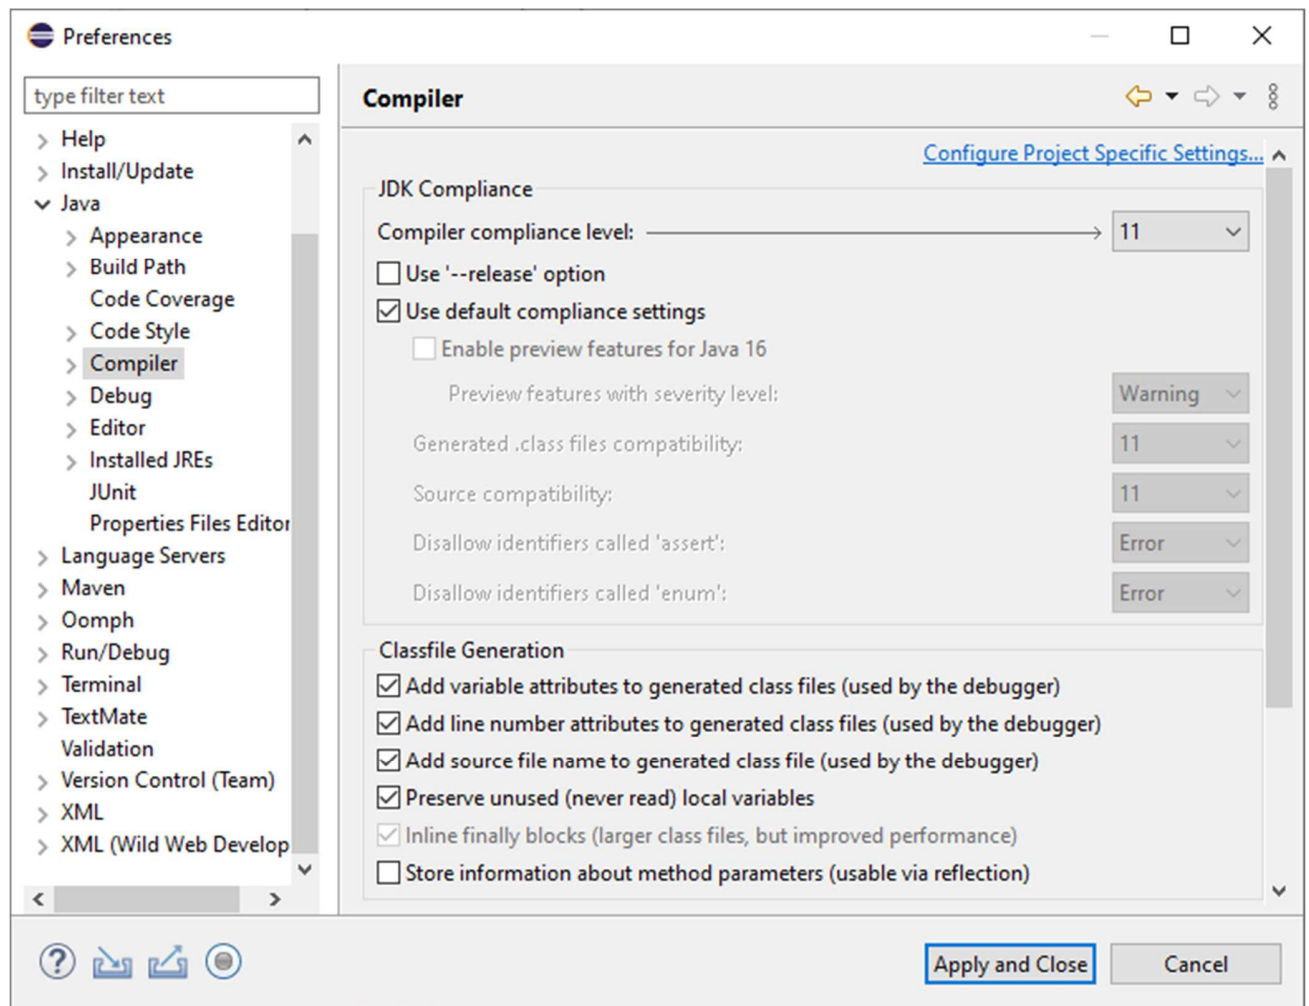 Preferences
type filter text
Help
Install/Update
Java
Appearance
Build Path
Code Coverage
Code Style
Compiler
Debug
Editor
Installed JREs
JUnit
Properties Files Editor
Language Servers
Maven
Oomph
Run/Debug
Terminal
TextMate
Validation
Version Control (Team)
XML
XML (Wild Web Develop
Compiler
Configure Project Specific Settings...
JDK Compliance
Compiler compliance level: 11
Use '--release' option
Use default compliance settings
Enable preview features for Java 16
Preview features with severity level: Warning
Generated .class files compatibility: 11
Source compatibility: 11
Disallow identifiers called 'assert': Error
Disallow identifiers called 'enum': Error
Classfile Generation
Add variable attributes to generated class files (used by the debugger)
Add line number attributes to generated class files (used by the debugger)
Add source file name to generated class file (used by the debugger)
Preserve unused (never read) local variables
Inline finally blocks (larger class files, but improved performance)
Store information about method parameters (usable via reflection)
Apply and Close Cancel